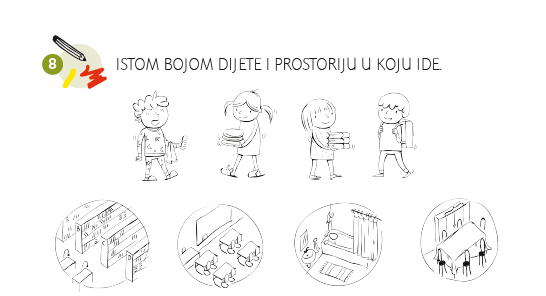 8 ISTOM BOJOM DIJETE I PROSTORIJU U KOJU IDE.